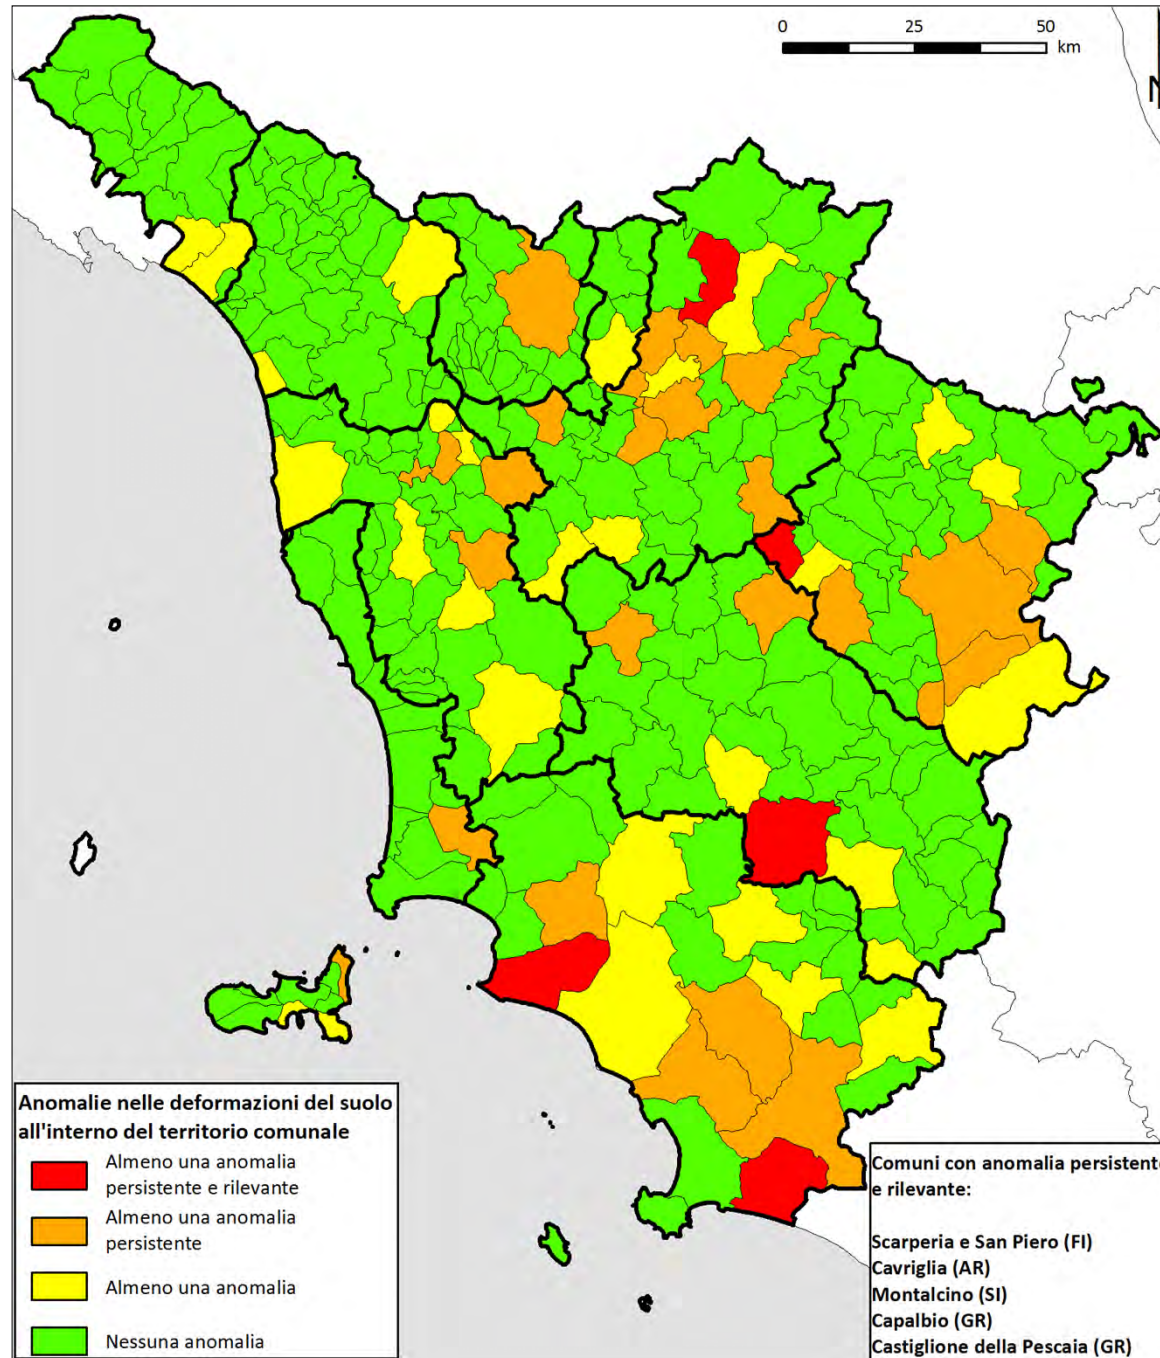 0 25 50
km
N
Anomalie nelle deformazioni del suolo
all'interno del territorio comunale
Almeno una anomalia
persistente e rilevante
Almeno una anomalia
persistente
Almeno una anomalia
Nessuna anomalia
Comuni con anomalia persistente
e rilevante:
Scarperia e San Piero (FI)
Cavriglia (AR)
Montalcino (SI)
Capalbio (GR)
Castiglione della Pescaia (GR)